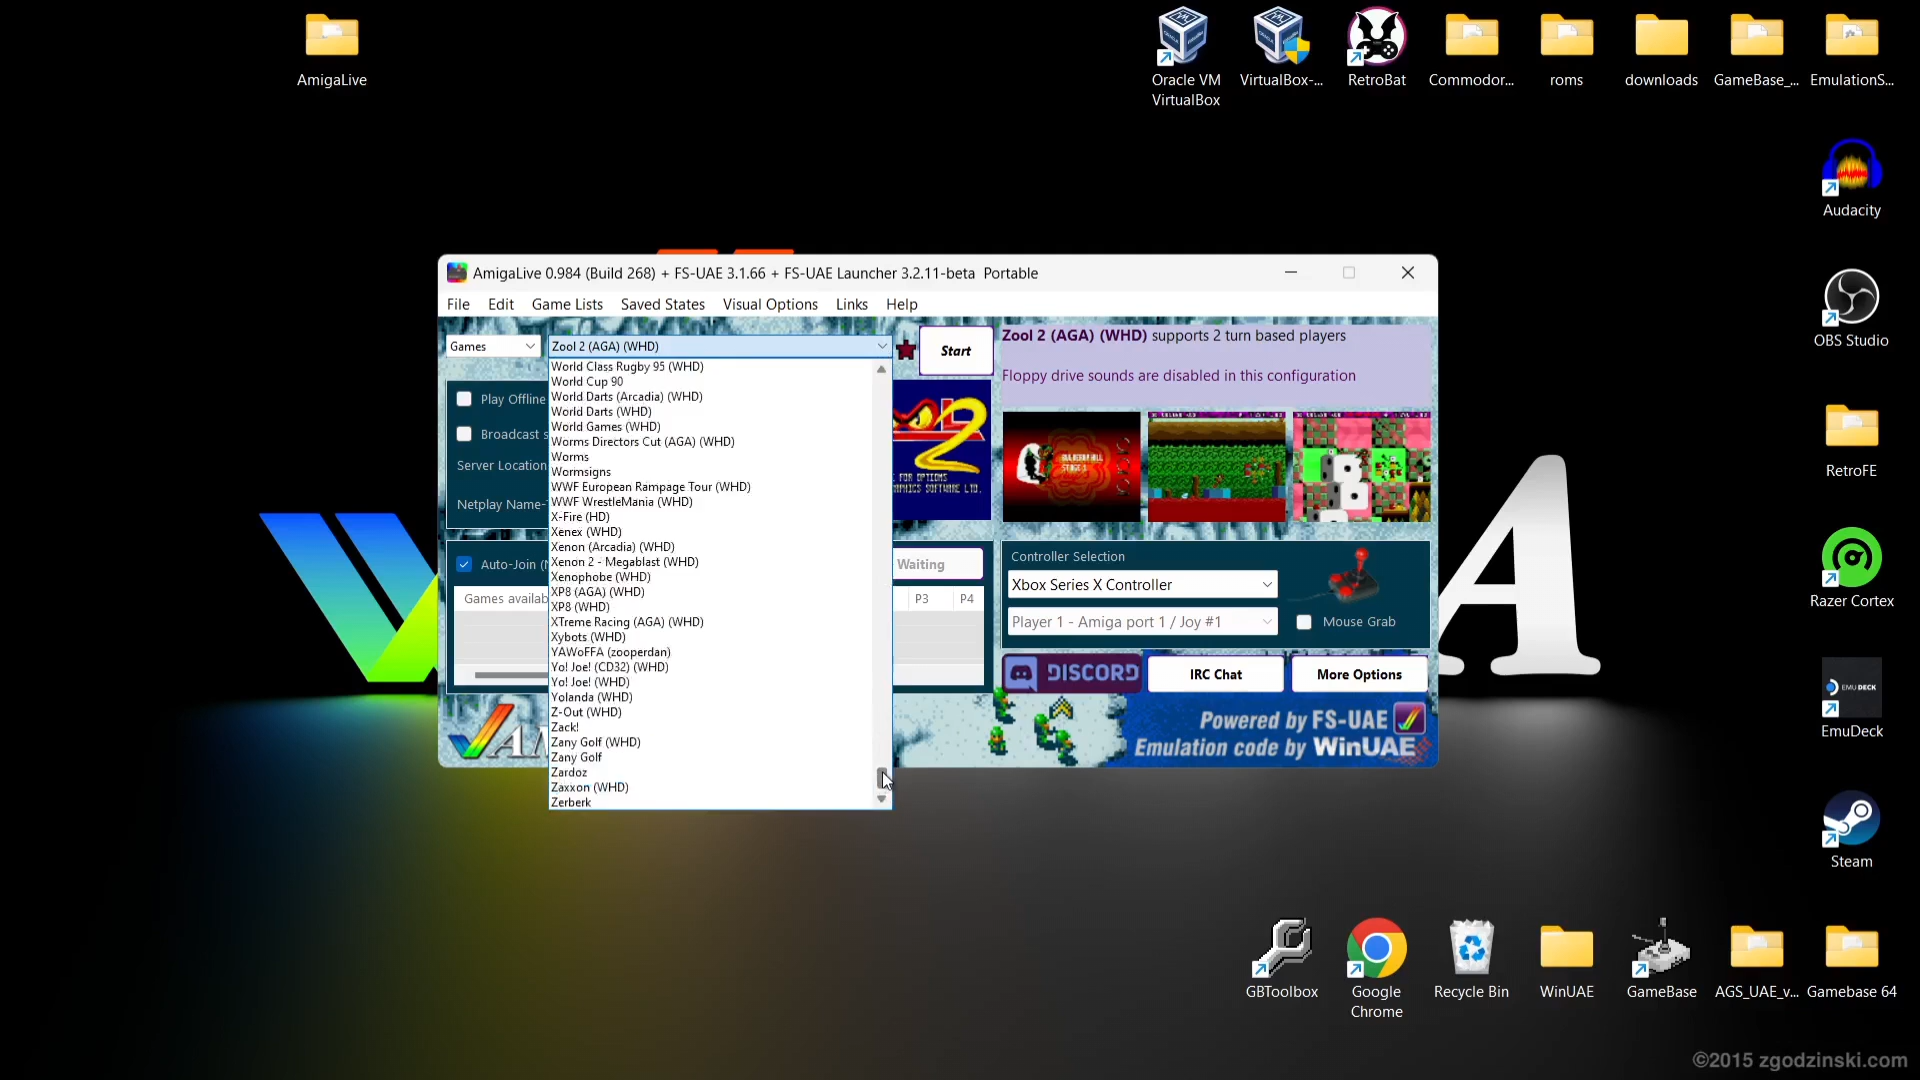 AmigaLive
Oracle VM
VirtualBox
VirtualBox-...
RetroBat
Commodor...
roms
downloads
GameBase_...
EmulationS...
Audacity
OBS Studio
RetroFE
Razer Cortex
EMU DECK
EmuDeck
Steam
AmigaLive 0.984 (Build 268) + FS-UAE 3.1.66 + FS-UAE Launcher 3.2.11-beta Portable
File Edit Game Lists Saved States Visual Options Links Help
Games
Zool 2 (AGA) (WHD)
Start
Zool 2 (AGA) (WHD) supports 2 turn based players
Floppy drive sounds are disabled in this configuration
Play Offline
Broadcast s
Server Location
Netplay Name-
Auto-Join (
Games availab
World Class Rugby 95 (WHD)
World Cup 90
World Darts (Arcadia) (WHD)
World Darts (WHD)
World Games (WHD)
Worms Directors Cut (AGA) (WHD)
Worms
Wormsigns
WWF European Rampage Tour (WHD)
WWF WrestleMania (WHD)
X-Fire (HD)
Xenex (WHD)
Xenon (Arcadia) (WHD)
Xenon 2 - Megablast (WHD)
Xenophobe (WHD)
XP8 (AGA) (WHD)
XP8 (WHD)
XTreme Racing (AGA) (WHD)
Xybots (WHD)
YAWoFFA (zooperdan)
Yo! Joe! (CD32) (WHD)
Yo! Joe! (WHD)
Yolanda (WHD)
Z-Out (WHD)
Zack!
Zany Golf (WHD)
Zany Golf
Zardoz
Zaxxon (WHD)
Zerberk
2
E FOR OPTIONS
Waiting
P3 P4
Controller Selection
Xbox Series X Controller
Player 1 - Amiga port 1 / Joy #1
Mouse Grab
DISCORD
IRC Chat
More Options
Powered by FS-UAE
Emulation code by WinUAE
A
GBToolbox
Google
Chrome
Recycle Bin
WinUAE
GameBase
AGS_UAE_v...
Gamebase 64
©2015 zgodzinski.com